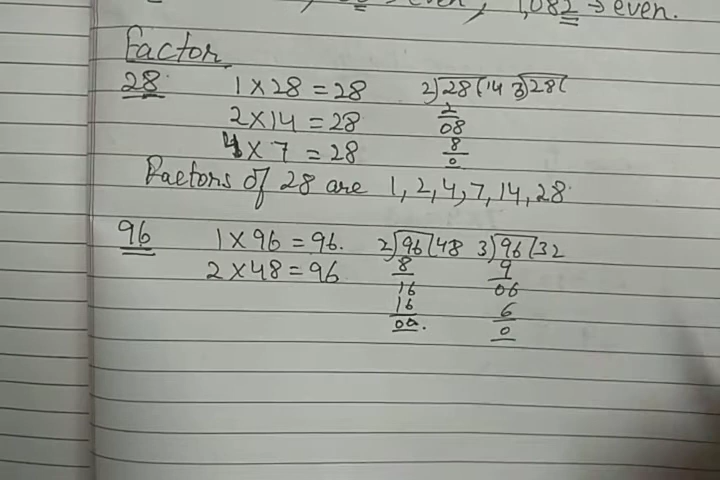 1,082 → even.
Factor
28 1 × 28 = 28 2)28(14 3)28(
2 × 14 = 28 2
08
4 × 7 = 28 8
0
Factors of 28 are 1, 2, 4, 7, 14, 28
96 1 × 96 = 96. 2)96(48 3)96(32
2 × 48 = 96 8 9
16 06
16 6
00. 0